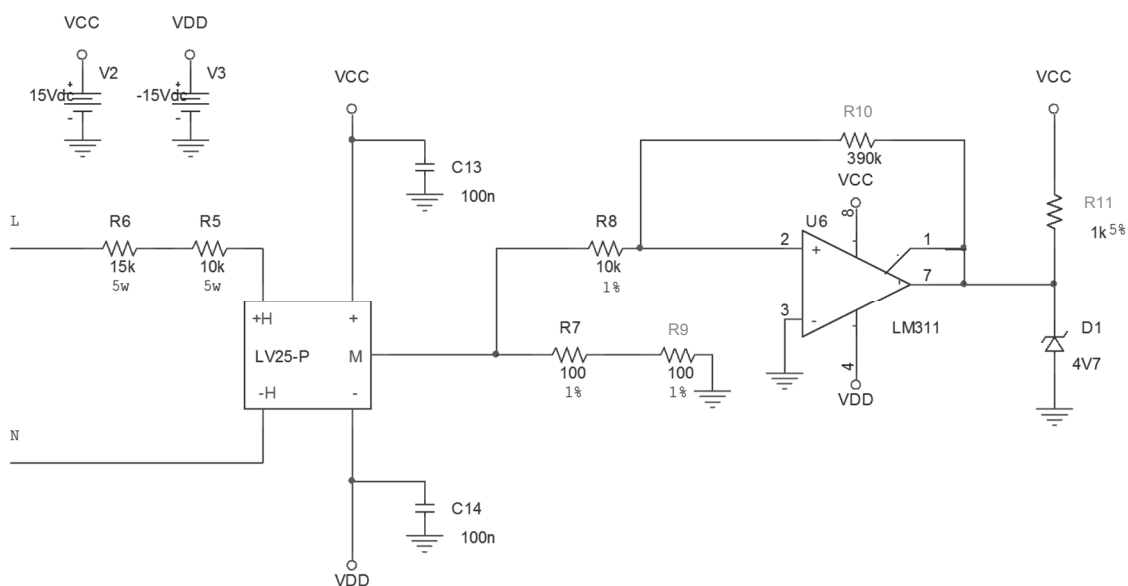 VCC VDD
V2 V3
+ +
15Vdc -15Vdc
- -
VCC
VCC
R10
390k
C13
100n
VCC
L
R6 R5
15k 10k
5w 5w
R8
10k
1%
U6
8
2 + 1
7
3 -
LM311
4
VDD
R11
1k 5%
+H +
LV25-P M
-H -
R7 R9
100 100
1% 1%
D1
4V7
N
C14
100n
VDD